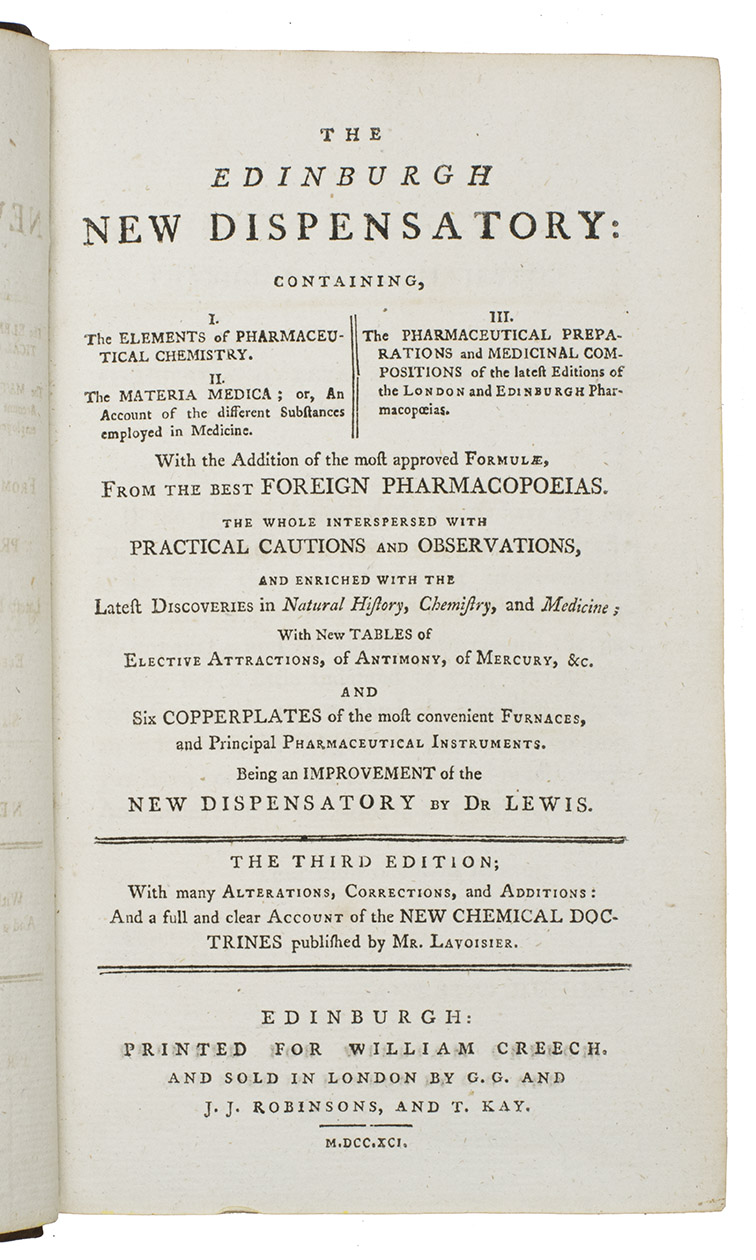 THE
EDINBURGH
NEW DISPENSATORY:
CONTAINING,
I.
The ELEMENTS of PHARMACEU-
TICAL CHEMISTRY.
II.
The MATERIA MEDICA; or, An
Account of the different Subſtances
employed in Medicine.
III.
The PHARMACEUTICAL PREPA-
RATIONS and MEDICINAL COM-
POSITIONS of the lateſt Editions of
the LONDON and EDINBURGH Phar-
macopœias.
With the Addition of the moſt approved FORMULÆ,
FROM THE BEST FOREIGN PHARMACOPOEIAS.
THE WHOLE INTERSPERSED WITH
PRACTICAL CAUTIONS AND OBSERVATIONS,
AND ENRICHED WITH THE
Lateſt DISCOVERIES in Natural Hiſtory, Chemiſtry, and Medicine;
With New TABLES of
ELECTIVE ATTRACTIONS, of ANTIMONY, of MERCURY, &c.
AND
Six COPPERPLATES of the moſt convenient FURNACES,
and Principal PHARMACEUTICAL INSTRUMENTS.
Being an IMPROVEMENT of the
NEW DISPENSATORY BY DR LEWIS.
THE THIRD EDITION;
With many ALTERATIONS, CORRECTIONS, and ADDITIONS:
And a full and clear ACCOUNT of the NEW CHEMICAL DOC-
TRINES publiſhed by MR. LAVOISIER.
EDINBURGH:
PRINTED FOR WILLIAM CREECH.
AND SOLD IN LONDON BY G. G. AND
J. J. ROBINSONS, AND T. KAY.
M.DCC.XCI.